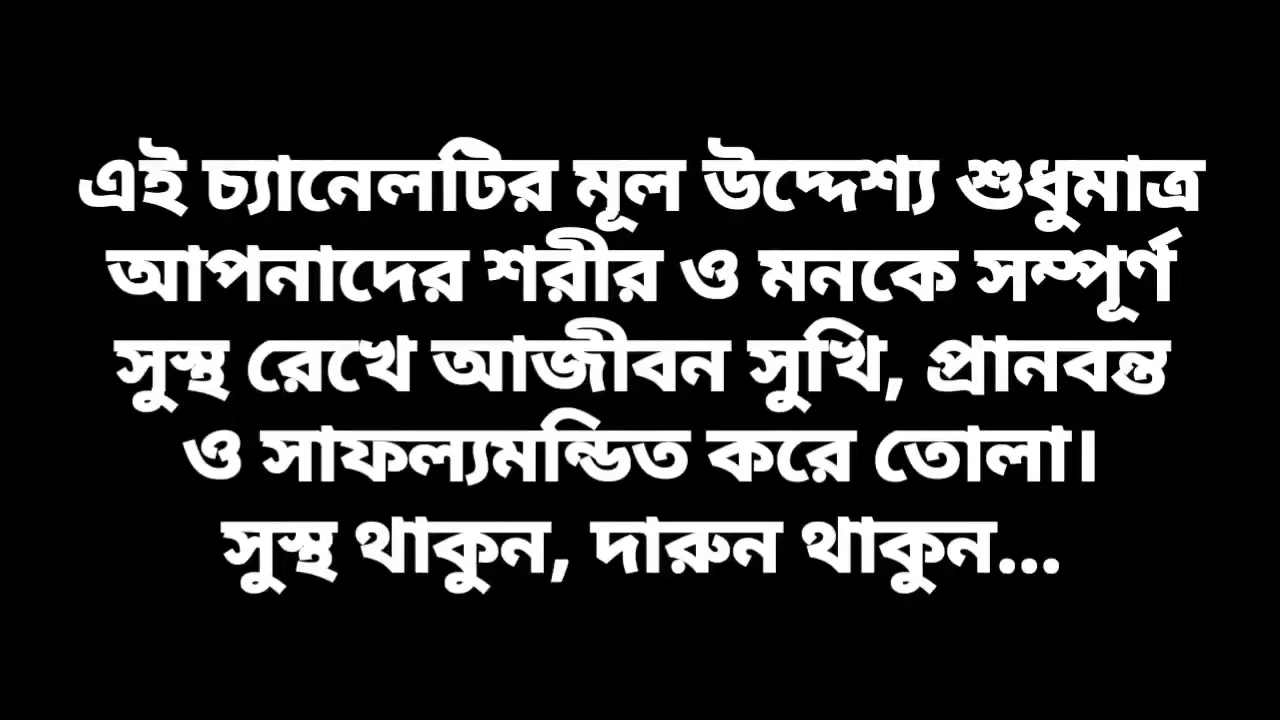 এই চ্যানেলটির মূল উদ্দেশ্য শুধুমাত্র
আপনাদের শরীর ও মনকে সম্পূর্ণ
সুস্থ রেখে আজীবন সুখি, প্রানবন্ত
ও সাফল্যমন্ডিত করে তোলা।
সুস্থ থাকুন, দারুন থাকুন...